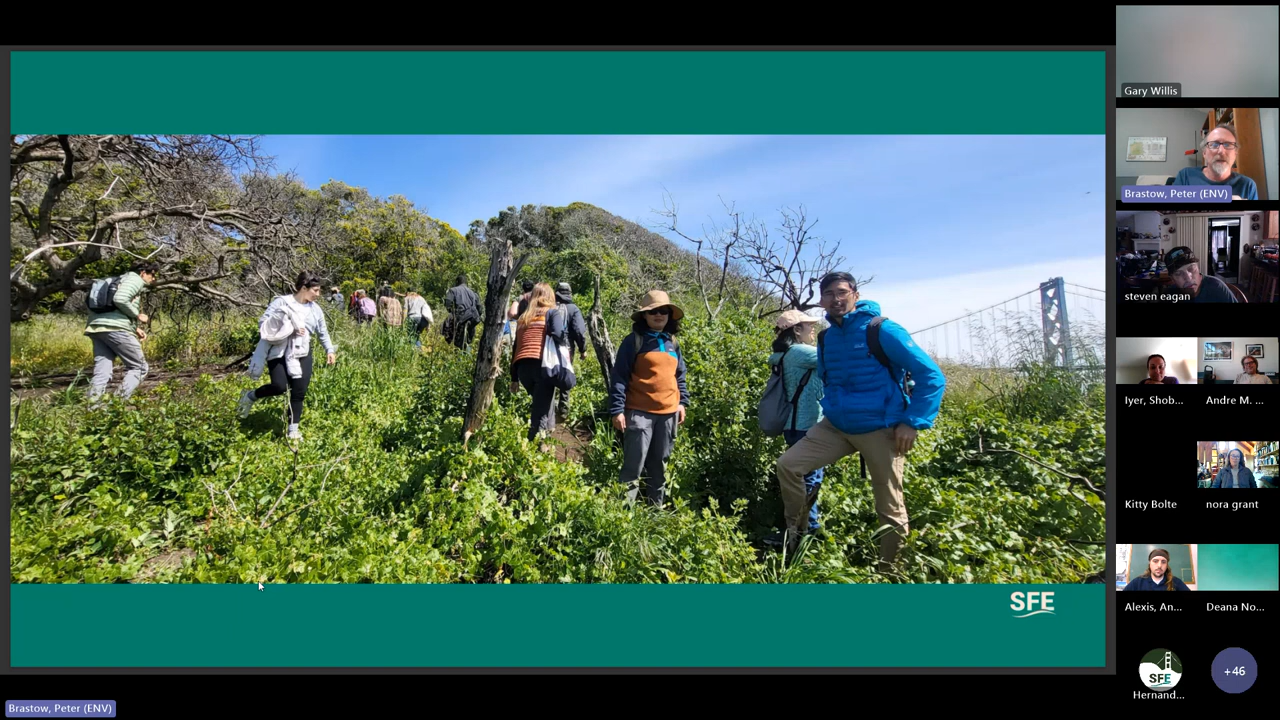 Gary Willis
Brastow, Peter (ENV)
steven eagan
Iyer, Shob...
Andre M. ...
Kitty Bolte
nora grant
Alexis, An...
Deana No...
SFE
SFE
Hernand...
+46
Brastow, Peter (ENV)